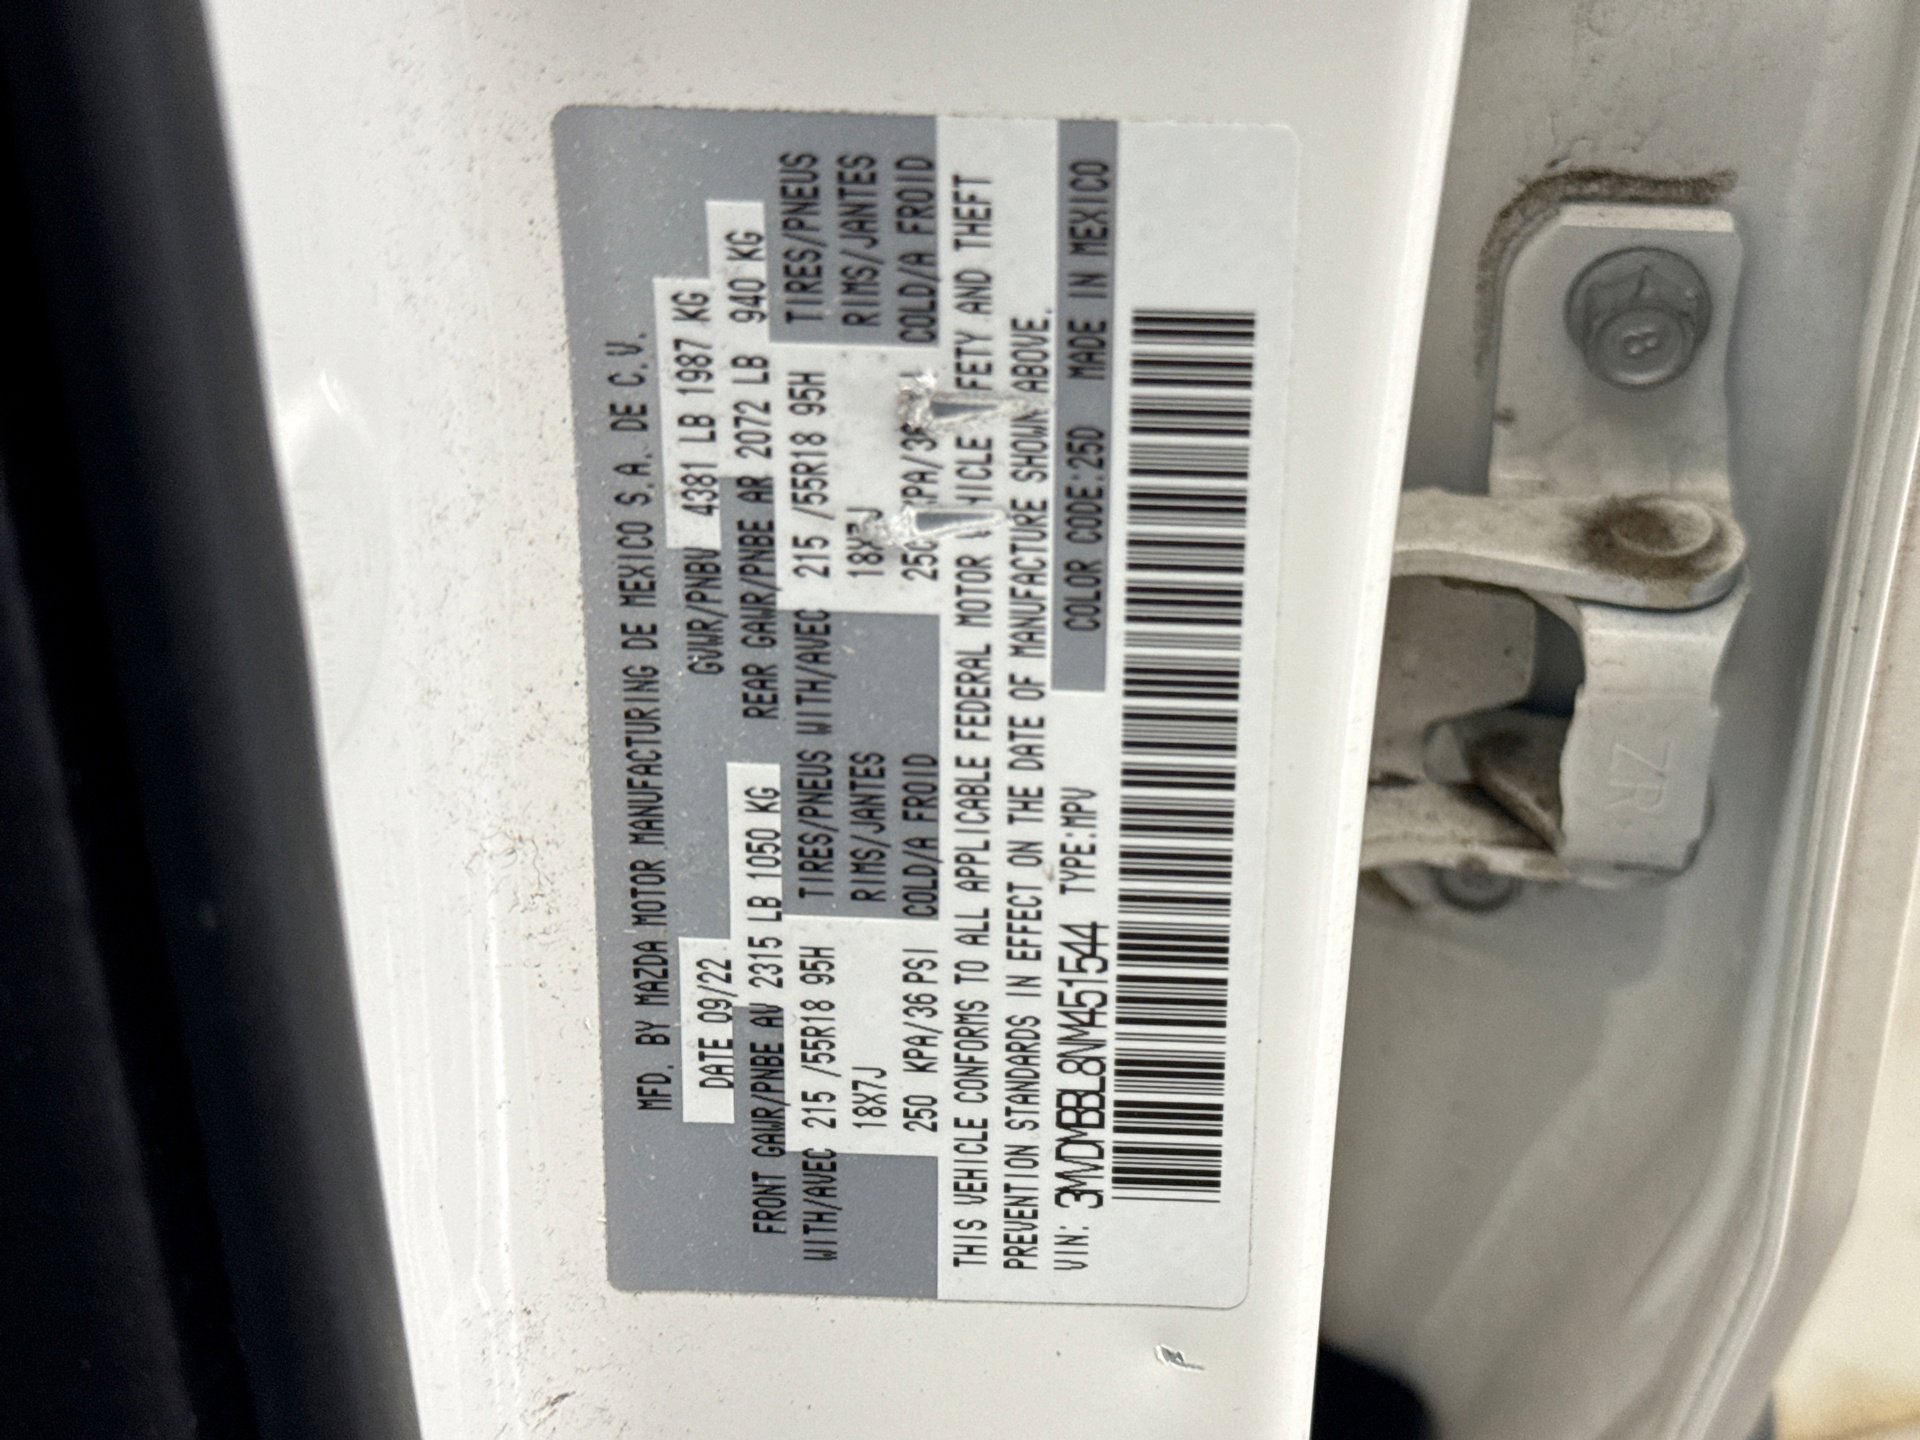 MFD. BY MAZDA MOTOR MANUFACTURING DE MEXICO S.A. DE C.V.
DATE 09/22 GVWR/PNBV 4381 LB 1987 KG
FRONT GAWR/PNBE AV 2315 LB 1050 KG REAR GAWR/PNBE AR 2072 LB 940 KG
WITH/AVEC 215 /55R18 95H TIRES/PNEUS WITH/AVEC 215 /55R18 95H TIRES/PNEUS
18X7J RIMS/JANTES 18X7J RIMS/JANTES
250 KPA/36 PSI COLD/A FROID COLD/A FROID
THIS VEHICLE CONFORMS TO ALL APPLICABLE FEDERAL MOTOR AND THEFT
PREVENTION STANDARDS IN EFFECT ON THE DATE OF MANUFACTURE SHOWN ABOVE.
VIN: 3MVDMBBL8NM451544 TYPE:MPV COLOR CODE:25D MADE IN MEXICO
8
ZR